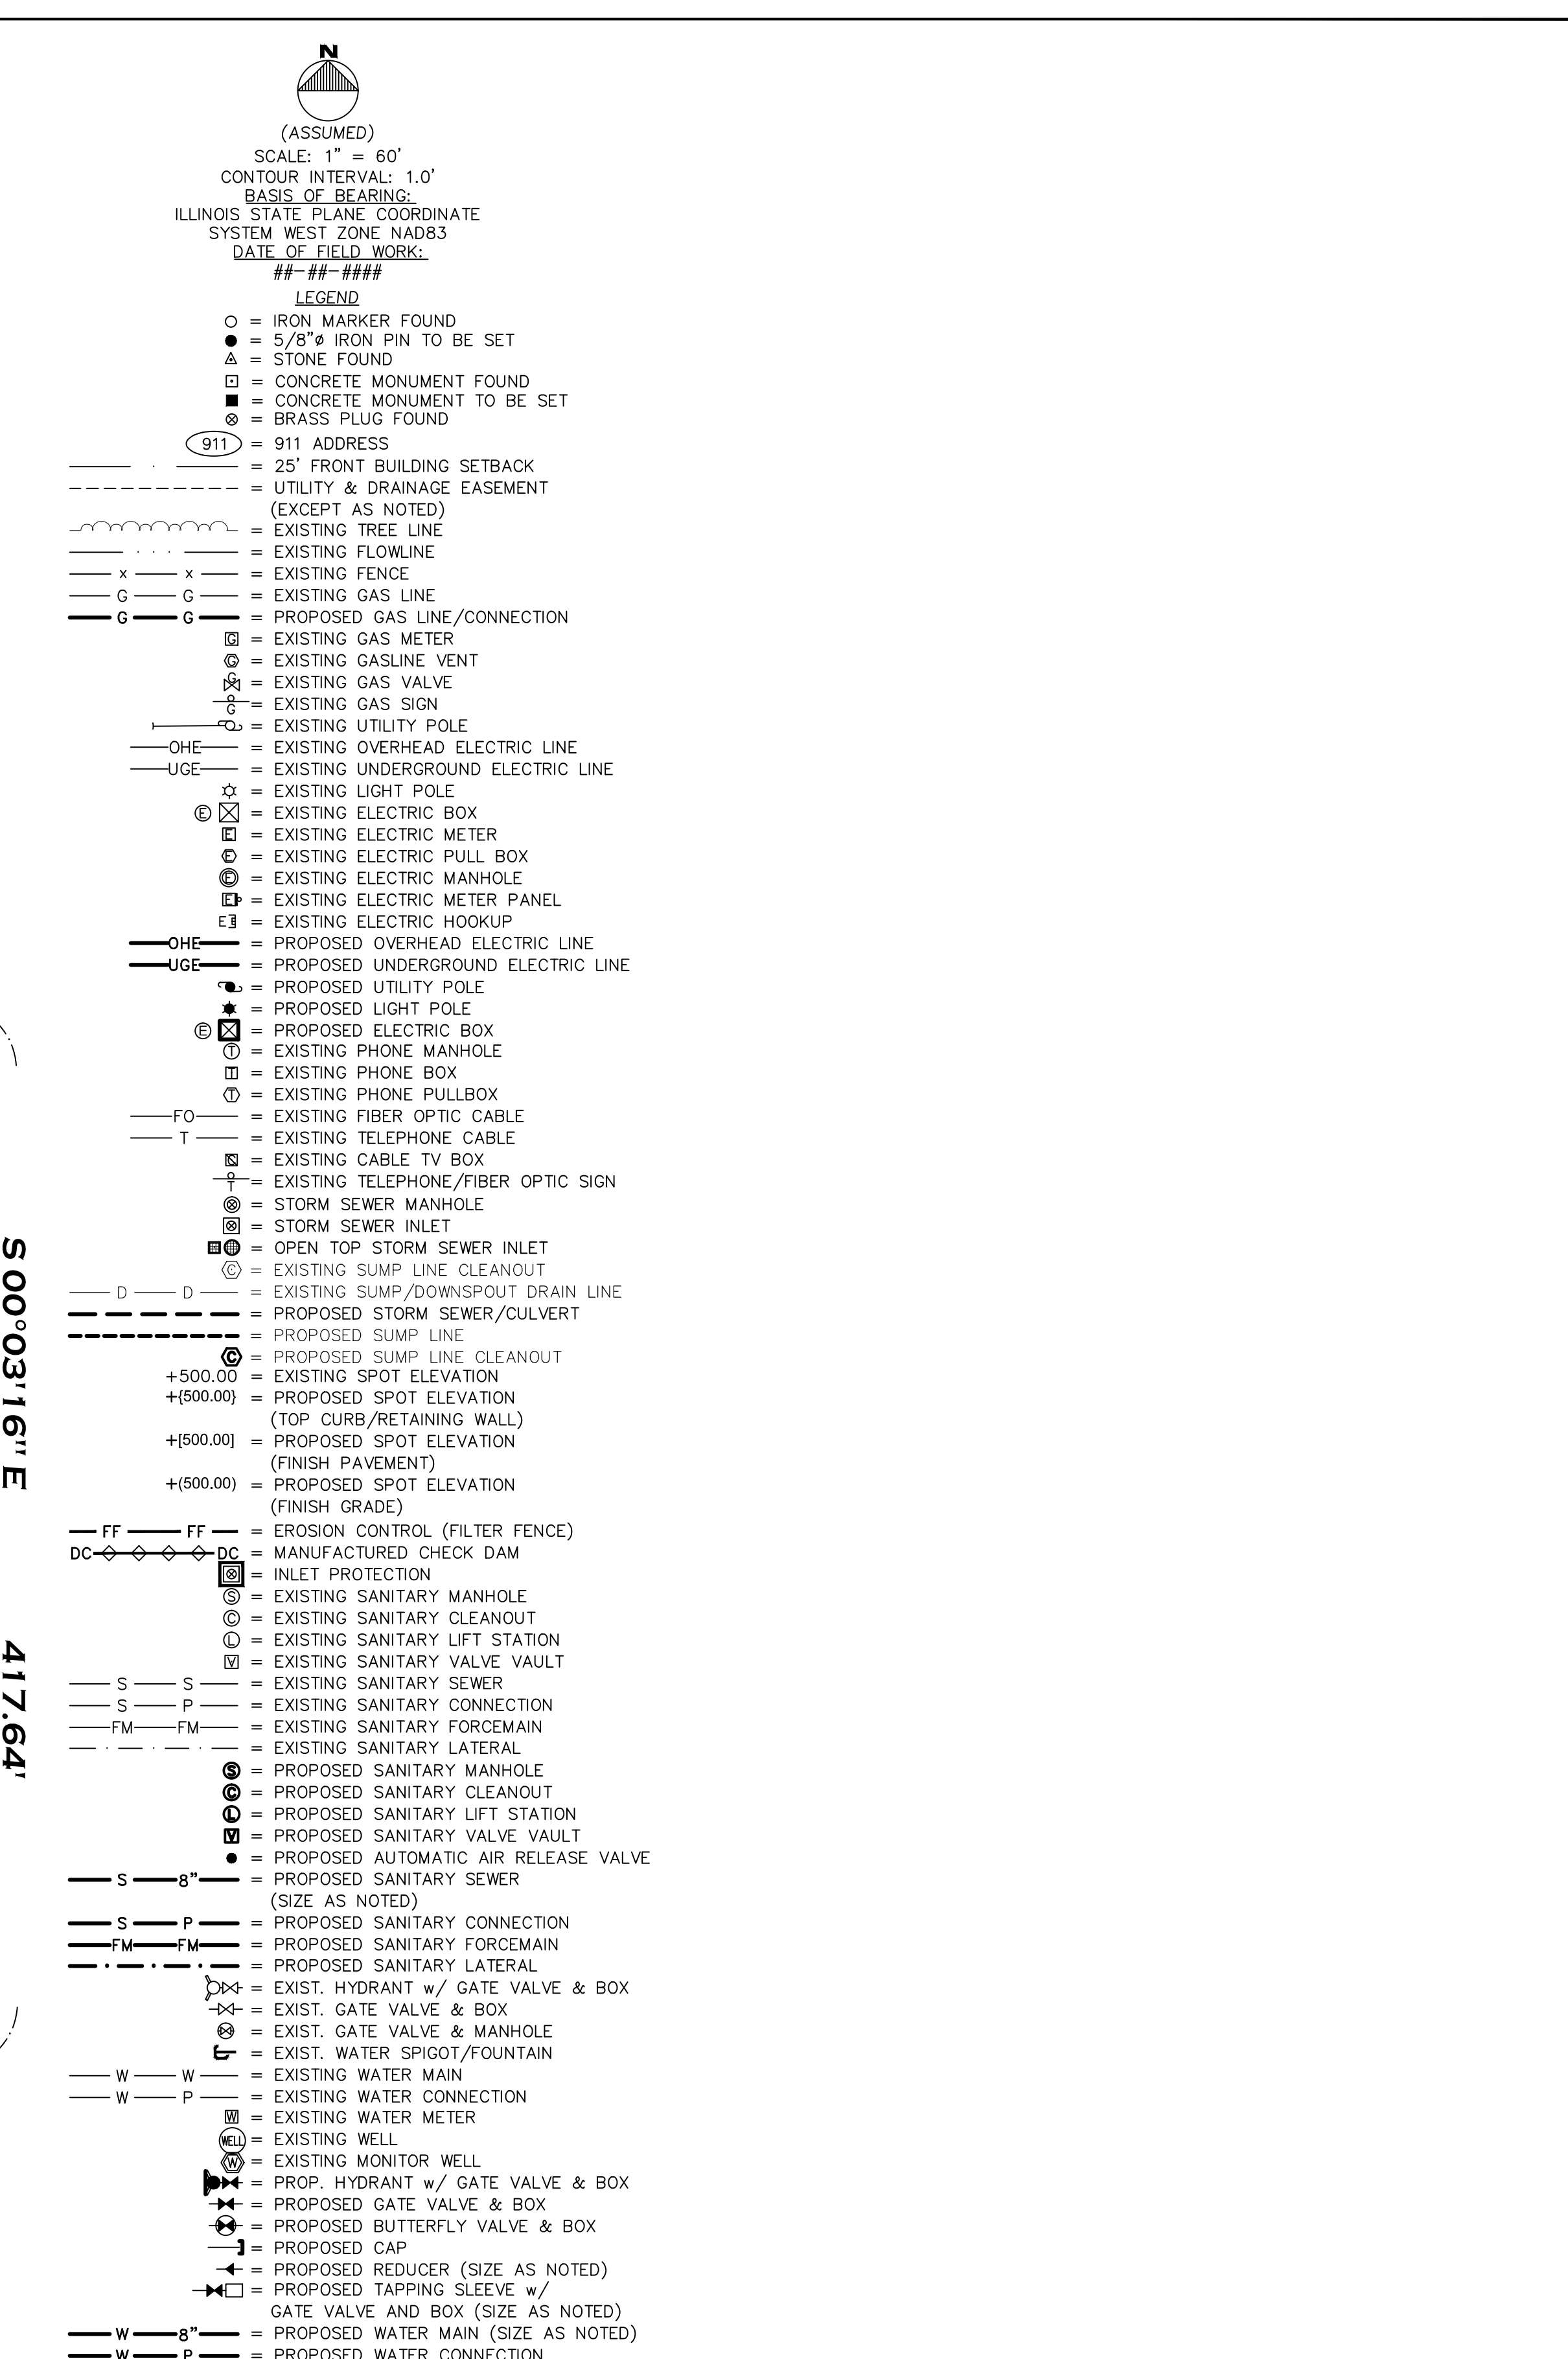 N
(ASSUMED)
SCALE: 1" = 60'
CONTOUR INTERVAL: 1.0'
BASIS OF BEARING:
ILLINOIS STATE PLANE COORDINATE
SYSTEM WEST ZONE NAD83
DATE OF FIELD WORK:
##-##-####
LEGEND
= IRON MARKER FOUND
= 5/8"ø IRON PIN TO BE SET
= STONE FOUND
= CONCRETE MONUMENT FOUND
= CONCRETE MONUMENT TO BE SET
= BRASS PLUG FOUND
911 = 911 ADDRESS
= 25' FRONT BUILDING SETBACK
= UTILITY & DRAINAGE EASEMENT
(EXCEPT AS NOTED)
= EXISTING TREE LINE
= EXISTING FLOWLINE
x x = EXISTING FENCE
G G = EXISTING GAS LINE
G G = PROPOSED GAS LINE/CONNECTION
G = EXISTING GAS METER
G = EXISTING GASLINE VENT
G = EXISTING GAS VALVE
G = EXISTING GAS SIGN
= EXISTING UTILITY POLE
OHE = EXISTING OVERHEAD ELECTRIC LINE
UGE = EXISTING UNDERGROUND ELECTRIC LINE
= EXISTING LIGHT POLE
E = EXISTING ELECTRIC BOX
E = EXISTING ELECTRIC METER
E = EXISTING ELECTRIC PULL BOX
E = EXISTING ELECTRIC MANHOLE
E = EXISTING ELECTRIC METER PANEL
E = EXISTING ELECTRIC HOOKUP
OHE = PROPOSED OVERHEAD ELECTRIC LINE
UGE = PROPOSED UNDERGROUND ELECTRIC LINE
= PROPOSED UTILITY POLE
= PROPOSED LIGHT POLE
E = PROPOSED ELECTRIC BOX
T = EXISTING PHONE MANHOLE
T = EXISTING PHONE BOX
T = EXISTING PHONE PULLBOX
FO = EXISTING FIBER OPTIC CABLE
T = EXISTING TELEPHONE CABLE
= EXISTING CABLE TV BOX
T = EXISTING TELEPHONE/FIBER OPTIC SIGN
= STORM SEWER MANHOLE
= STORM SEWER INLET
= OPEN TOP STORM SEWER INLET
C = EXISTING SUMP LINE CLEANOUT
D D = EXISTING SUMP/DOWNSPOUT DRAIN LINE
= PROPOSED STORM SEWER/CULVERT
= PROPOSED SUMP LINE
C = PROPOSED SUMP LINE CLEANOUT
+500.00 = EXISTING SPOT ELEVATION
+{500.00} = PROPOSED SPOT ELEVATION
(TOP CURB/RETAINING WALL)
+[500.00] = PROPOSED SPOT ELEVATION
(FINISH PAVEMENT)
+(500.00) = PROPOSED SPOT ELEVATION
(FINISH GRADE)
FF FF = EROSION CONTROL (FILTER FENCE)
DC DC = MANUFACTURED CHECK DAM
= INLET PROTECTION
S = EXISTING SANITARY MANHOLE
C = EXISTING SANITARY CLEANOUT
L = EXISTING SANITARY LIFT STATION
V = EXISTING SANITARY VALVE VAULT
S S = EXISTING SANITARY SEWER
S P = EXISTING SANITARY CONNECTION
FM FM = EXISTING SANITARY FORCEMAIN
= EXISTING SANITARY LATERAL
S = PROPOSED SANITARY MANHOLE
C = PROPOSED SANITARY CLEANOUT
L = PROPOSED SANITARY LIFT STATION
V = PROPOSED SANITARY VALVE VAULT
= PROPOSED AUTOMATIC AIR RELEASE VALVE
S 8" = PROPOSED SANITARY SEWER
(SIZE AS NOTED)
S P = PROPOSED SANITARY CONNECTION
FM FM = PROPOSED SANITARY FORCEMAIN
= PROPOSED SANITARY LATERAL
= EXIST. HYDRANT w/ GATE VALVE & BOX
= EXIST. GATE VALVE & BOX
= EXIST. GATE VALVE & MANHOLE
= EXIST. WATER SPIGOT/FOUNTAIN
W W = EXISTING WATER MAIN
W P = EXISTING WATER CONNECTION
W = EXISTING WATER METER
WELL = EXISTING WELL
W = EXISTING MONITOR WELL
= PROP. HYDRANT w/ GATE VALVE & BOX
= PROPOSED GATE VALVE & BOX
= PROPOSED BUTTERFLY VALVE & BOX
= PROPOSED CAP
= PROPOSED REDUCER (SIZE AS NOTED)
= PROPOSED TAPPING SLEEVE w/
GATE VALVE AND BOX (SIZE AS NOTED)
W 8" = PROPOSED WATER MAIN (SIZE AS NOTED)
W P = PROPOSED WATER CONNECTION
S 00°03'16" E 417.64'